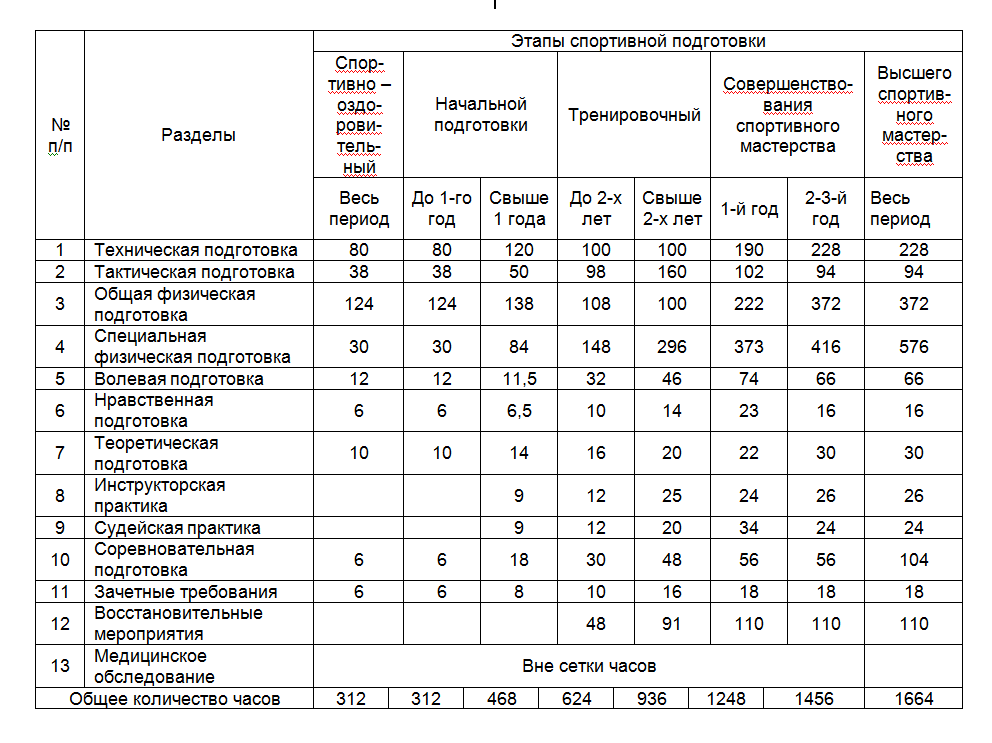 Этапы спортивной подготовки
№
п/п
Разделы
Спор-
тивно –
оздо-
рови-
тель-
ный
Начальной
подготовки
Тренировочный
Совершенство-
вания
спортивного
мастерства
Высшего
спортив-
ного
мастер-
ства
Весь
период
До 1-го
год
Свыше
1 года
До 2-х
лет
Свыше
2-х лет
1-й год
2-3-й
год
Весь
период
1 Техническая подготовка 80 80 120 100 100 190 228 228
2 Тактическая подготовка 38 38 50 98 160 102 94 94
3 Общая физическая
подготовка 124 124 138 108 100 222 372 372
4 Специальная
физическая подготовка 30 30 84 148 296 373 416 576
5 Волевая подготовка 12 12 11,5 32 46 74 66 66
6 Нравственная
подготовка 6 6 6,5 10 14 23 16 16
7 Теоретическая
подготовка 10 10 14 16 20 22 30 30
8 Инструкторская
практика 9 12 25 24 26 26
9 Судейская практика 9 12 20 34 24 24
10 Соревновательная
подготовка 6 6 18 30 48 56 56 104
11 Зачетные требования 6 6 8 10 16 18 18 18
12 Восстановительные
мероприятия 48 91 110 110 110
13 Медицинское
обследование Вне сетки часов
Общее количество часов 312 312 468 624 936 1248 1456 1664